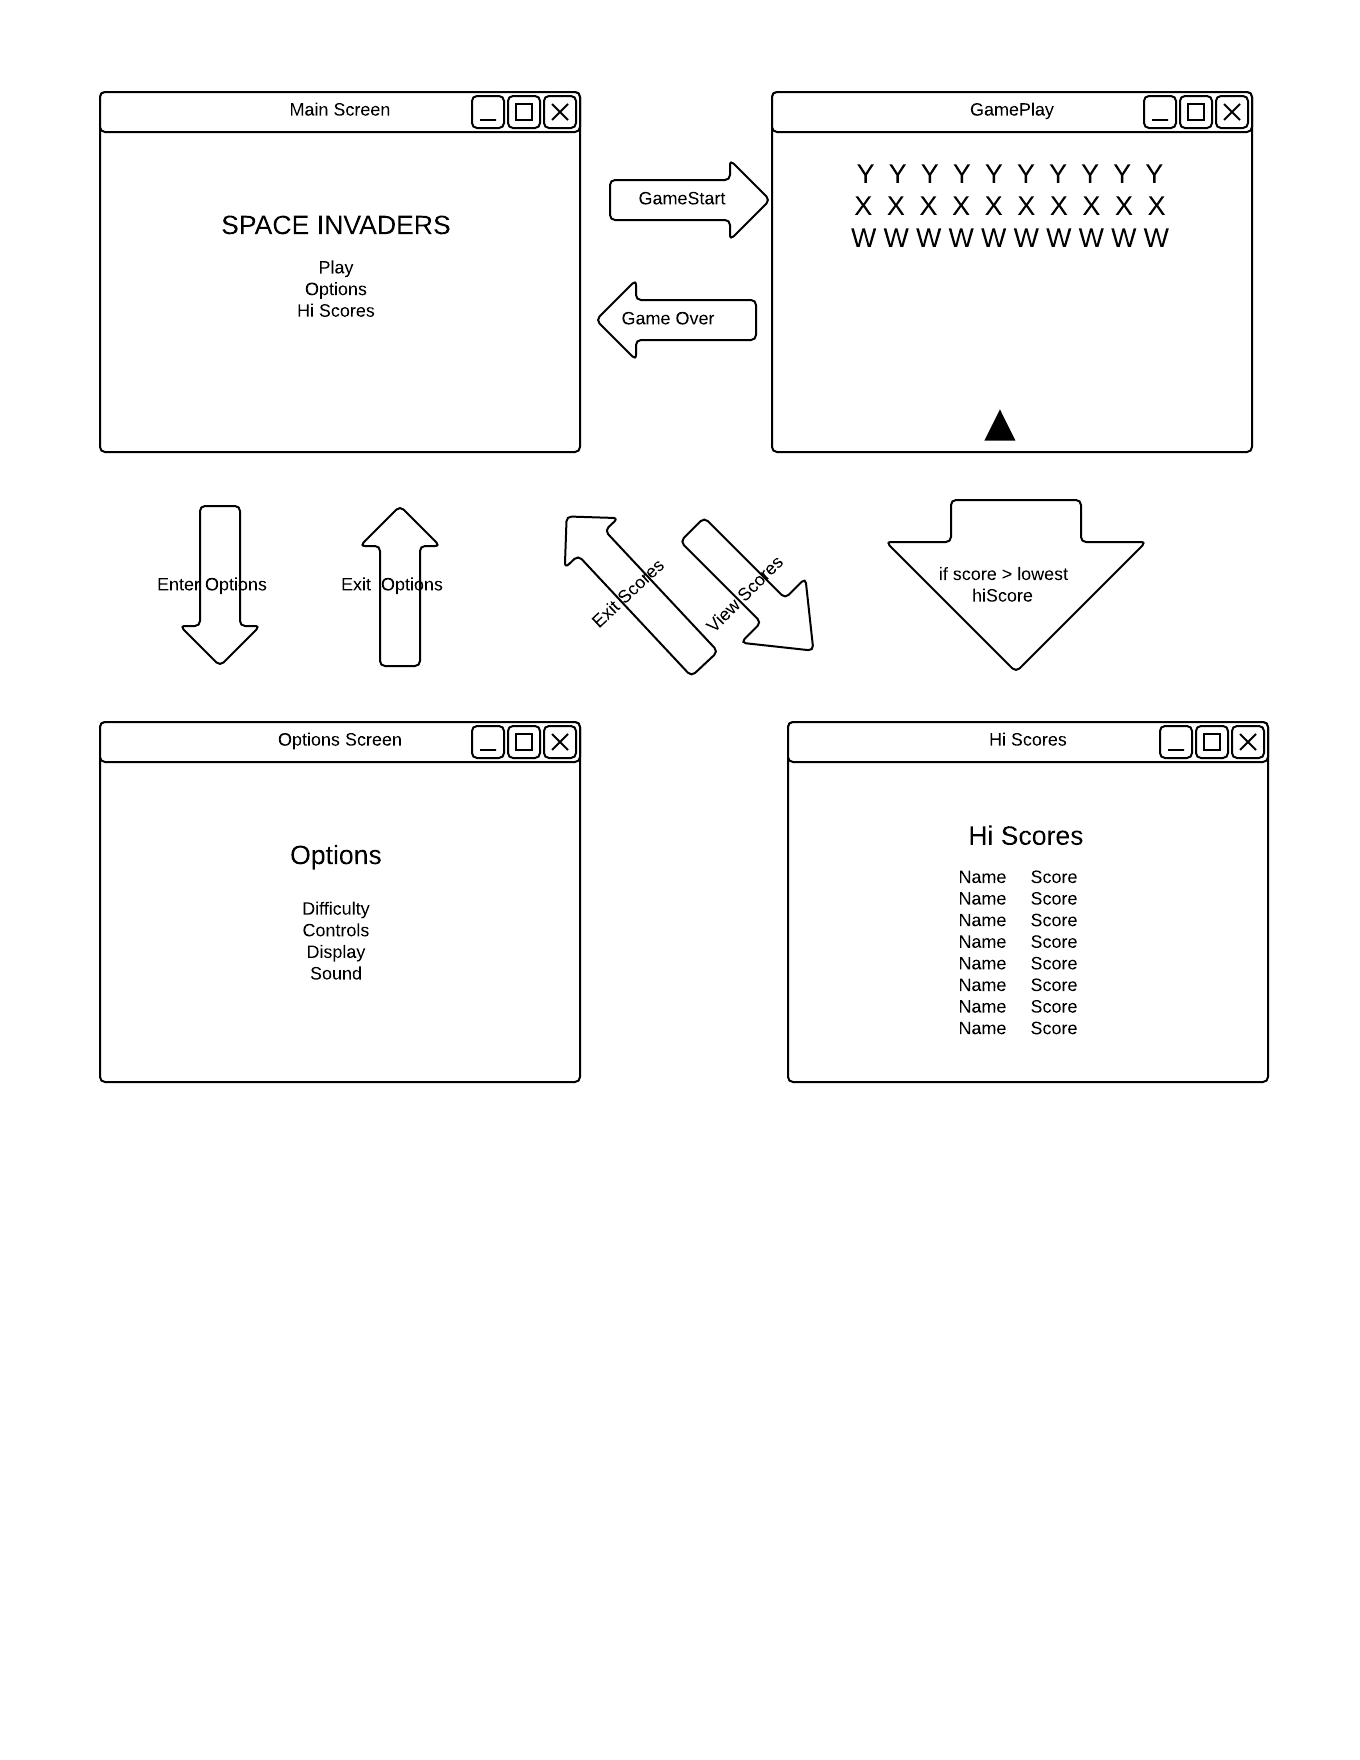 Main Screen
SPACE INVADERS
Play
Options
Hi Scores
GameStart
Game Over
GamePlay
Y Y Y Y Y Y Y Y Y Y
X X X X X X X X X X
W W W W W W W W W W
Enter Options
Exit Options
Exit Scores
View Scores
if score > lowest
hiScore
Options Screen
Options
Difficulty
Controls
Display
Sound
Hi Scores
Hi Scores
Name Score
Name Score
Name Score
Name Score
Name Score
Name Score
Name Score
Name Score